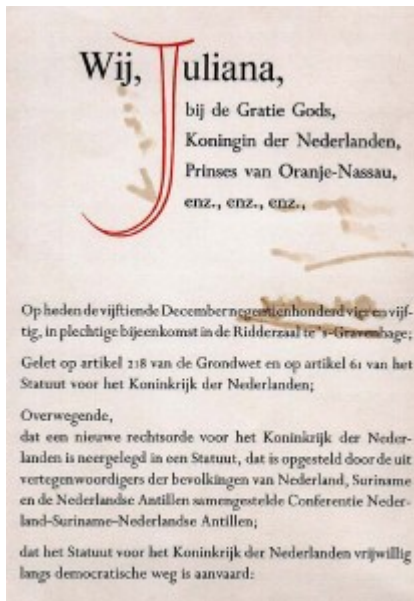 Wij, Juliana,
bij de Gratie Gods,
Koningin der Nederlanden,
Prinses van Oranje-Nassau,
enz., enz., enz.,
Op heden de vijftiende December negentienhonderd vier en vijf-
tig, in plechtige bijeenkomst in de Ridderzaal te 's-Gravenhage;
Gelet op artikel 218 van de Grondwet en op artikel 61 van het
Statuut voor het Koninkrijk der Nederlanden;
Overwegende,
dat een nieuwe rechtsorde voor het Koninkrijk der Neder-
landen is neergelegd in een Statuut, dat is opgesteld door de uit
vertegenwoordigers der bevolkingen van Nederland, Suriname
en de Nederlandse Antillen samengestelde Conferentie Neder-
land-Suriname-Nederlandse Antillen;
dat het Statuut voor het Koninkrijk der Nederlanden vrijwillig
langs democratische weg is aanvaard: